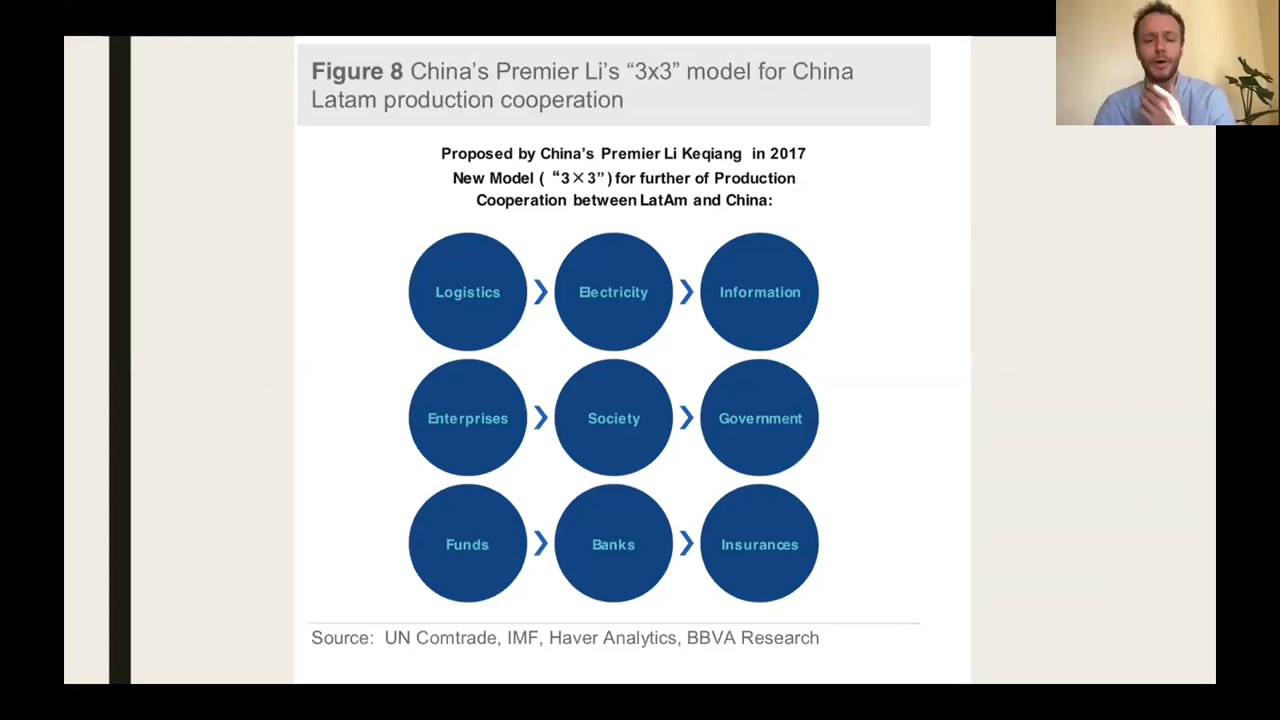 Figure 8 China’s Premier Li’s “3x3” model for China
Latam production cooperation
Proposed by China’s Premier Li Keqiang in 2017
New Model (“3×3”) for further of Production
Cooperation between LatAm and China:
Logistics
Electricity
Information
Enterprises
Society
Government
Funds
Banks
Insurances
Source: UN Comtrade, IMF, Haver Analytics, BBVA Research